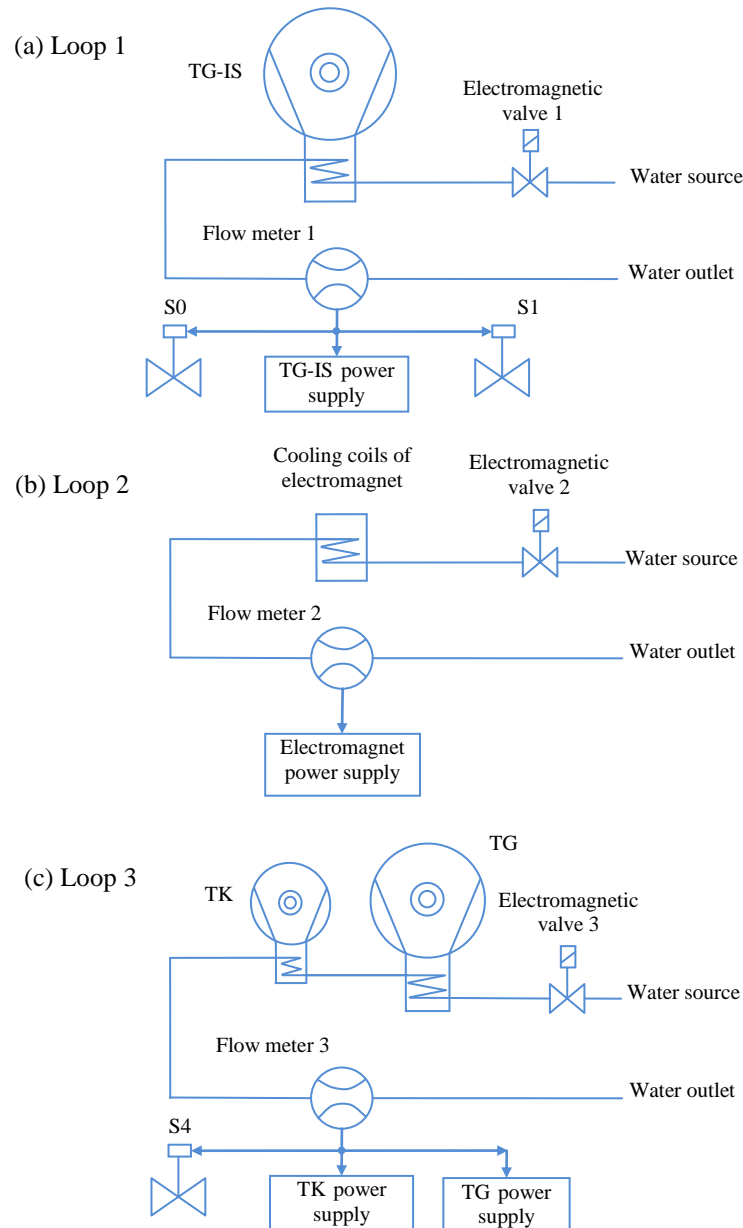 (a) Loop 1
TG-IS
Electromagnetic
valve 1
Water source
Flow meter 1
Water outlet
S0
S1
TG-IS power
supply
(b) Loop 2
Cooling coils of
electromagnet
Electromagnetic
valve 2
Water source
Flow meter 2
Water outlet
Electromagnet
power supply
(c) Loop 3
TK
TG
Electromagnetic
valve 3
Water source
Flow meter 3
Water outlet
S4
TK power
supply
TG power
supply